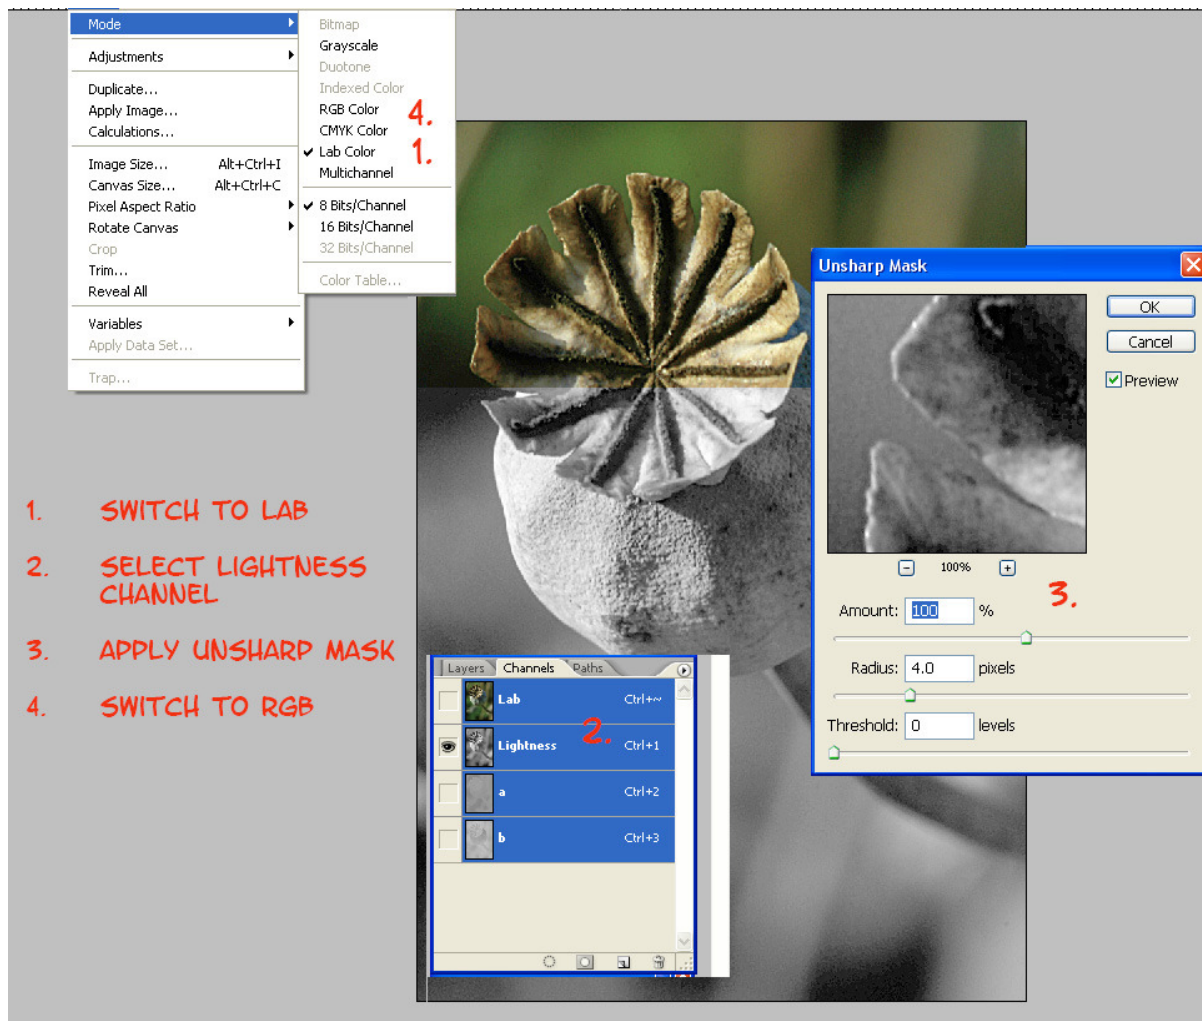 Mode
Adjustments
Duplicate...
Apply Image...
Calculations...
Image Size... Alt+Ctrl+I
Canvas Size... Alt+Ctrl+C
Pixel Aspect Ratio
Rotate Canvas
Crop
Trim...
Reveal All
Variables
Apply Data Set...
Trap...
Bitmap
Grayscale
Duotone
Indexed Color
RGB Color 4.
CMYK Color
Lab Color 1.
Multichannel
8 Bits/Channel
16 Bits/Channel
32 Bits/Channel
Color Table...
1. SWITCH TO LAB
2. SELECT LIGHTNESS
CHANNEL
3. APPLY UNSHARP MASK
4. SWITCH TO RGB
Layers Channels Paths
Lab Ctrl+~
Lightness 2. Ctrl+1
a Ctrl+2
b Ctrl+3
Unsharp Mask
OK
Cancel
Preview
100%
3.
Amount: 100 %
Radius: 4.0 pixels
Threshold: 0 levels